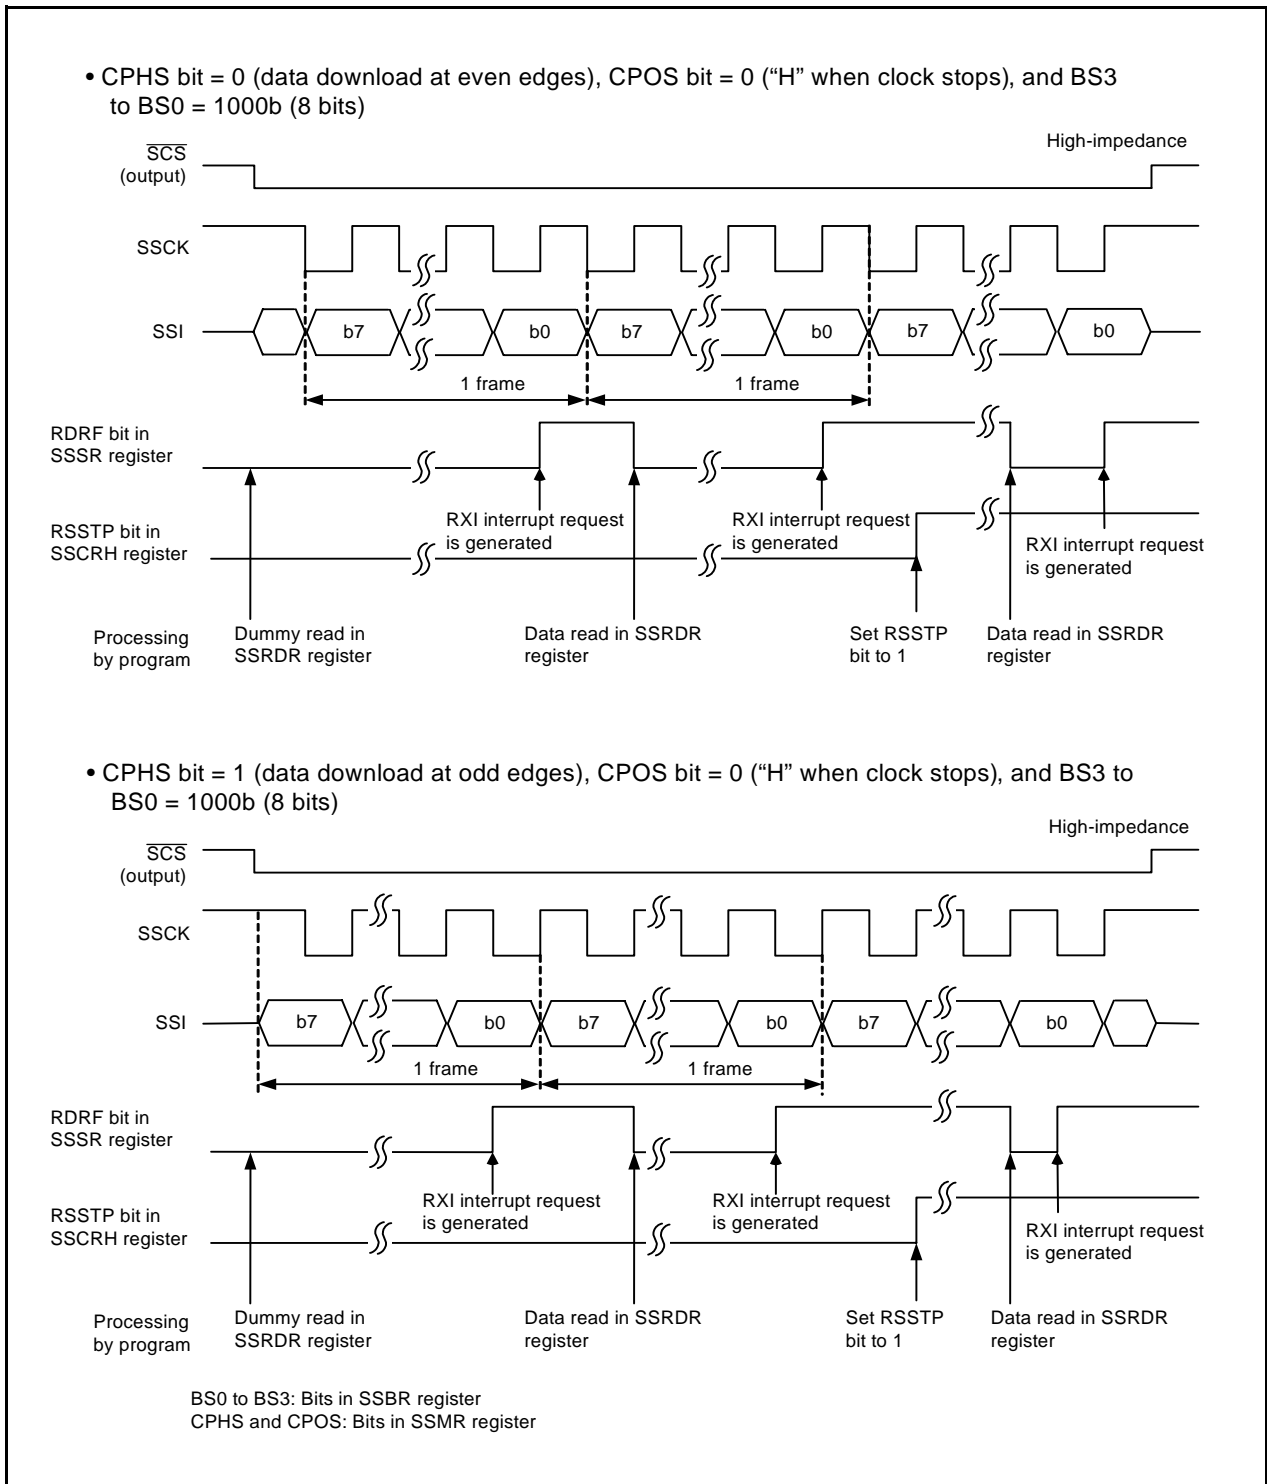 • CPHS bit = 0 (data download at even edges), CPOS bit = 0 (“H” when clock stops), and BS3
to BS0 = 1000b (8 bits)
High-impedance
SCS
(output)
SSCK
SSI
b7
b0
b7
b0
b7
b0
1 frame
1 frame
RDRF bit in
SSSR register
RXI interrupt request
is generated
RXI interrupt request
is generated
RXI interrupt request
is generated
RSSTP bit in
SSCRH register
Processing
by program
Dummy read in
SSRDR register
Data read in SSRDR
register
Set RSSTP
bit to 1
Data read in SSRDR
register
• CPHS bit = 1 (data download at odd edges), CPOS bit = 0 (“H” when clock stops), and BS3 to
BS0 = 1000b (8 bits)
High-impedance
SCS
(output)
SSCK
SSI
b7
b0
b7
b0
b7
b0
1 frame
1 frame
RDRF bit in
SSSR register
RXI interrupt request
is generated
RXI interrupt request
is generated
RXI interrupt request
is generated
RSSTP bit in
SSCRH register
Processing
by program
Dummy read in
SSRDR register
Data read in SSRDR
register
Set RSSTP
bit to 1
Data read in SSRDR
register
BS0 to BS3: Bits in SSBR register
CPHS and CPOS: Bits in SSMR register